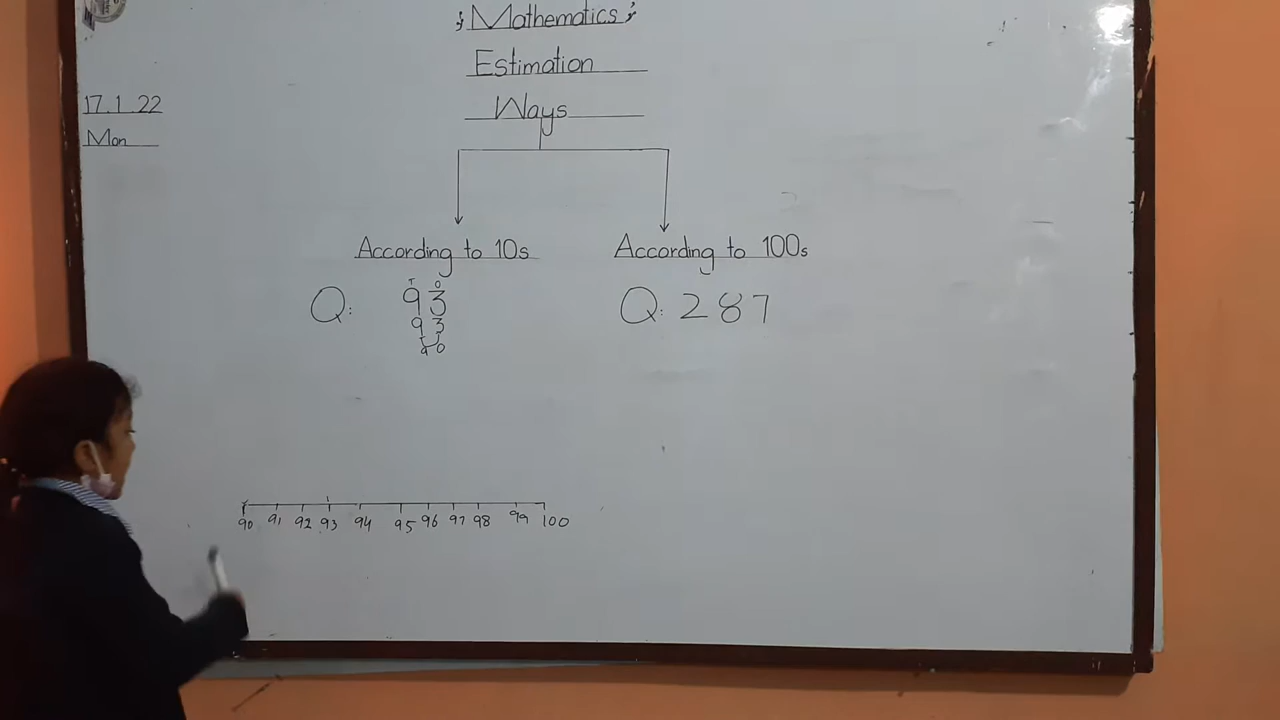 ; Mathematics ;
Estimation
Ways
17.1.22
Mon
According to 10s
According to 100s
T O
Q: 93
Q: 287
93
90
90 91 92 93 94 95 96 97 98 99 100